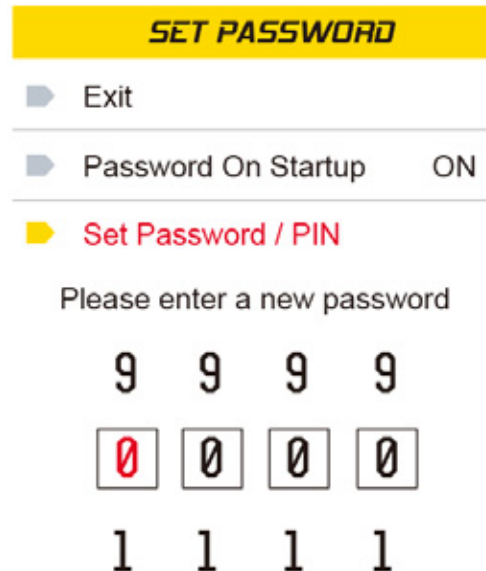 SET PASSWORD
Exit
Password On Startup ON
Set Password / PIN
Please enter a new password
9 9 9 9
0 0 0 0
1 1 1 1